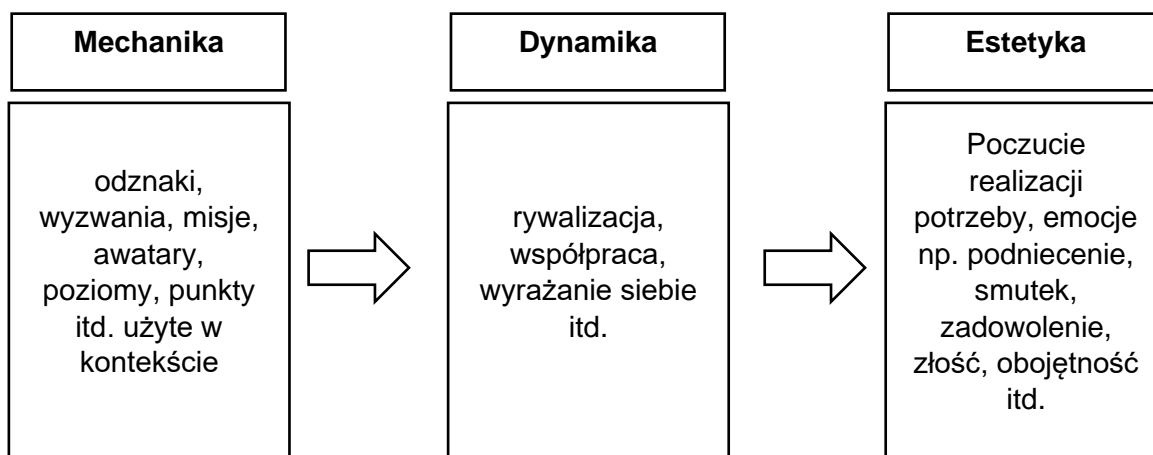 Mechanika
odznaki,
wyzwania, misje,
awatary,
poziomy, punkty
itd. użyte w
kontekście
Dynamika
rywalizacja,
współpraca,
wyrażanie siebie
itd.
Estetyka
Poczucie
realizacji
potrzeby, emocje
np. podniecenie,
smutek,
zadowolenie,
złość, obojętność
itd.